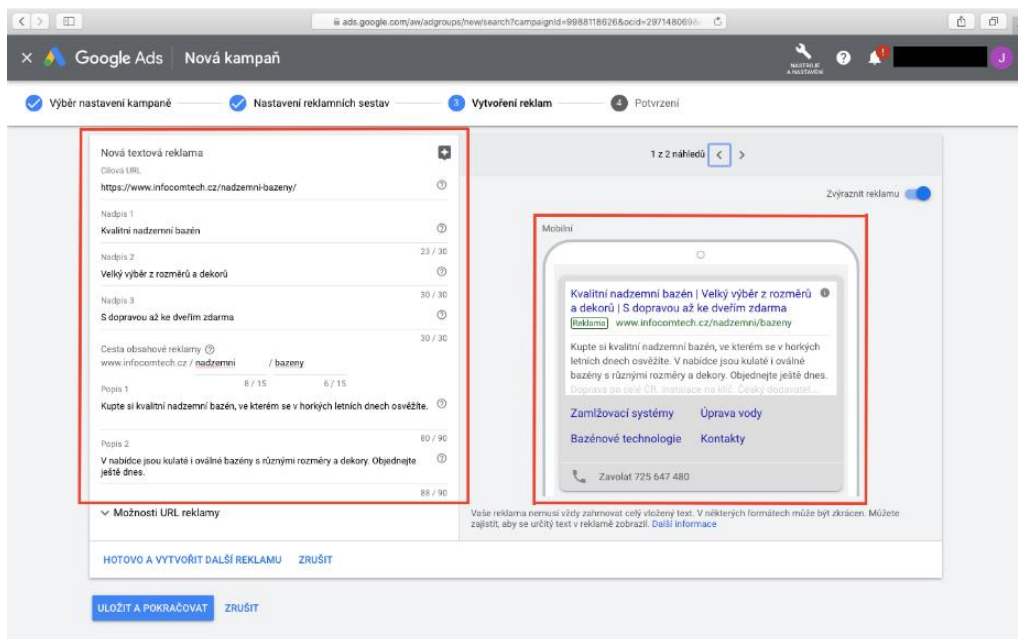 ads.google.com/aw/adgroups/new/search?campaignId=9988118626&ocid=297148069
Google Ads Nová kampaň
NÁSTROJE
A NASTAVENÍ
J
Výběr nastavení kampaně
Nastavení reklamních sestav
3 Vytvoření reklam
4 Potvrzení
Nová textová reklama
Cílová URL
https://www.infocomtech.cz/nadzemni-bazeny/
Nadpis 1
Kvalitní nadzemní bazén
23 / 30
Nadpis 2
Velký výběr z rozměrů a dekorů
30 / 30
Nadpis 3
S dopravou až ke dveřím zdarma
30 / 30
Cesta obsahové reklamy
www.infocomtech.cz / nadzemni / bazeny
8 / 15 6 / 15
Popis 1
Kupte si kvalitní nadzemní bazén, ve kterém se v horkých letních dnech osvěžíte.
80 / 90
Popis 2
V nabídce jsou kulaté i oválné bazény s různými rozměry a dekory. Objednejte
ještě dnes.
88 / 90
Možnosti URL reklamy
HOTOVO A VYTVOŘIT DALŠÍ REKLAMU ZRUŠIT
ULOŽIT A POKRAČOVAT ZRUŠIT
1 z 2 náhledů
Zvýraznit reklamu
Mobilní
Kvalitní nadzemní bazén | Velký výběr z rozměrů
a dekorů | S dopravou až ke dveřím zdarma
Reklama www.infocomtech.cz/nadzemni/bazeny
Kupte si kvalitní nadzemní bazén, ve kterém se v horkých
letních dnech osvěžíte. V nabídce jsou kulaté i oválné
bazény s různými rozměry a dekory. Objednejte ještě dnes.
Doprava po celé ČR. Instalace na klíč. Český dodavatel...
Zamlžovací systémy Úprava vody
Bazénové technologie Kontakty
Zavolat 725 647 480
Vaše reklama nemusí vždy zahrnovat celý vložený text. V některých formátech může být zkrácen. Můžete
zajistit, aby se určitý text v reklamě zobrazil. Další informace